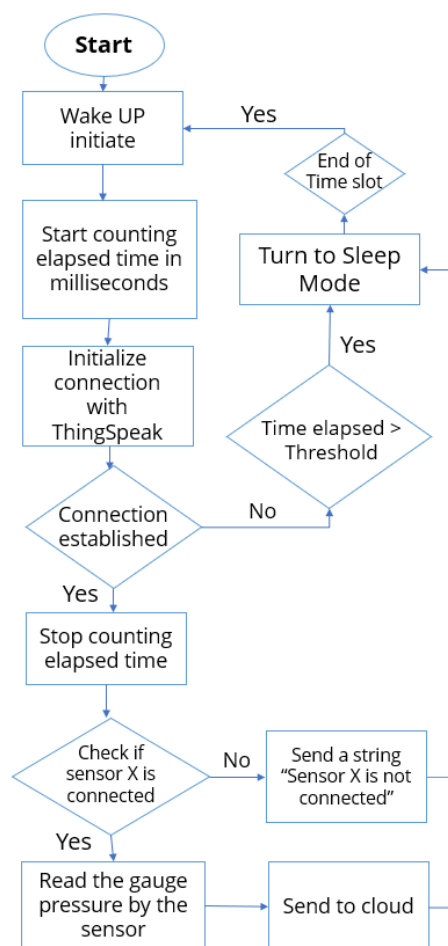 Start
Wake UP
initiate
Yes
End of
Time slot
Start counting
elapsed time in
milliseconds
Turn to Sleep
Mode
Yes
Initialize
connection
with
ThingSpeak
Time elapsed >
Threshold
Connection
established
No
Yes
Stop counting
elapsed time
Check if
sensor X is
connected
No
Send a string
“Sensor X is not
connected”
Yes
Read the gauge
pressure by the
sensor
Send to cloud